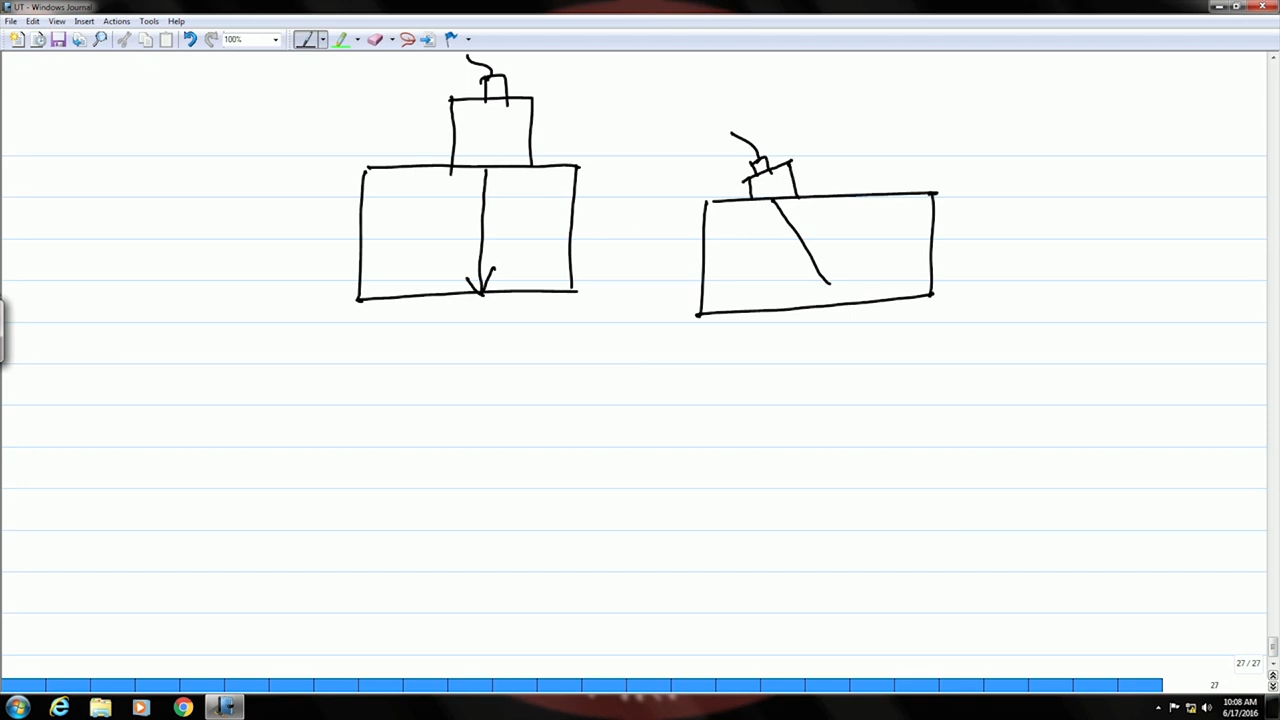 UT - Windows Journal
File Edit View Insert Actions Tools Help
100%
27 / 27
27
10:08 AM
6/17/2016